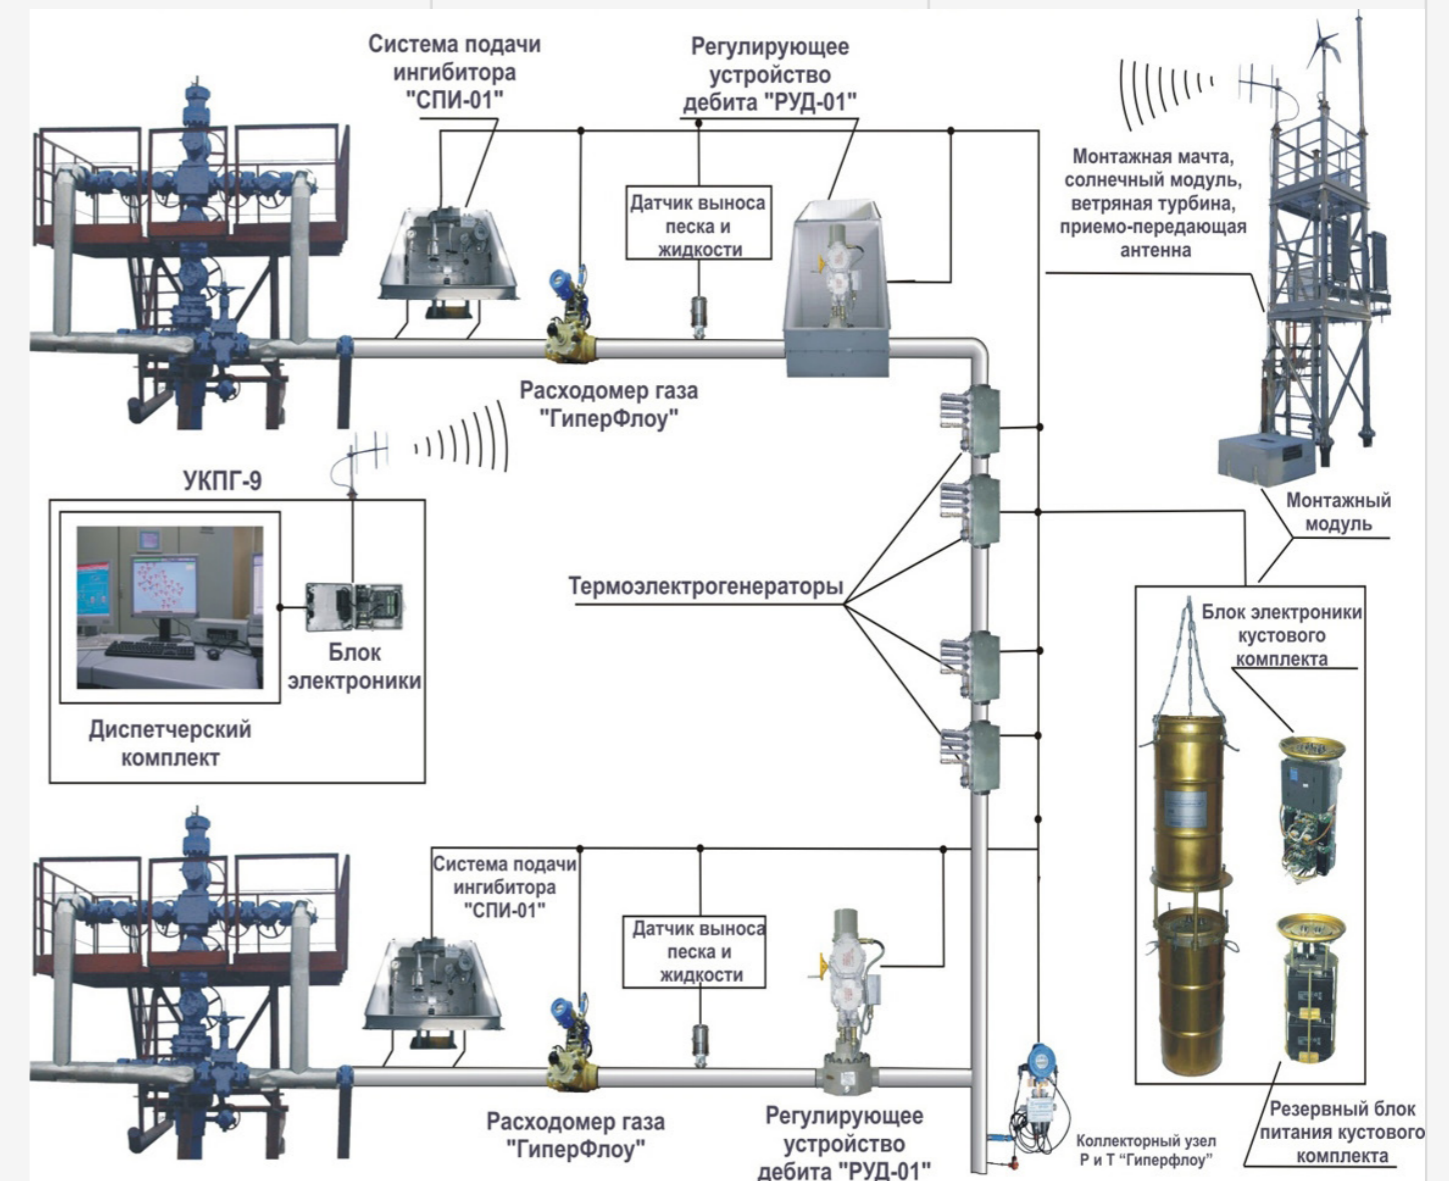 Система подачи
ингибитора
"СПИ-01"
Регулирующее
устройство
дебита "РУД-01"
Монтажная мачта,
солнечный модуль,
ветряная турбина,
приемо-передающая
антенна
Датчик выноса
песка и
жидкости
Расходомер газа
"ГиперФлоу"
УКПГ-9
Монтажный
модуль
Термоэлектрогенераторы
Блок
электроники
Диспетчерский
комплект
Блок электроники
кустового
комплекта
Система подачи
ингибитора
"СПИ-01"
Датчик выноса
песка и
жидкости
Расходомер газа
"ГиперФлоу"
Регулирующее
устройство
дебита "РУД-01"
Коллекторный узел
Р и Т “Гиперфлоу”
Резервный блок
питания кустового
комплекта